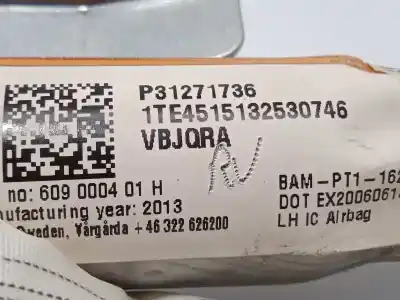 P31271736
1TE4515132530746
VBJQRA
no: 609 0004 01 H
nufacturing year: 2013
Sweden, Vårgårda +46 322 626200
BAM-PT1-162
DOT EX2006061
LH IC Airbag